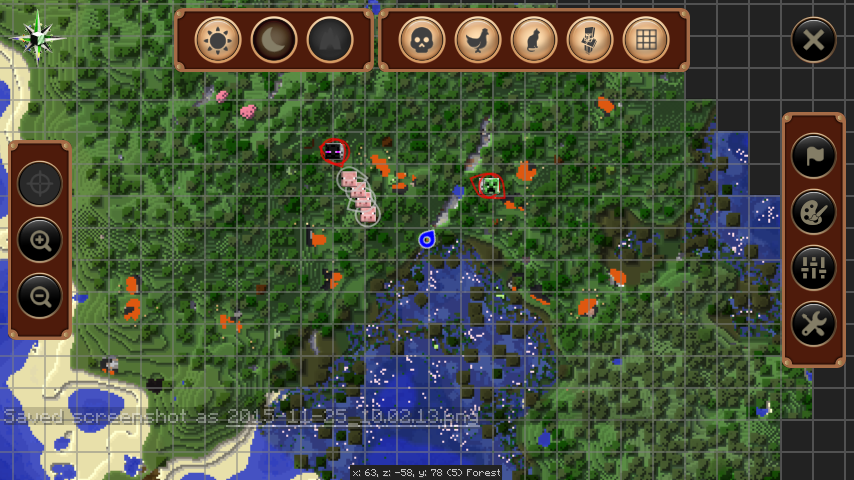 Saved screenshot as 2015-11-25_10.02.13.png
x: 63, z: -58, y: 78 (5) Forest